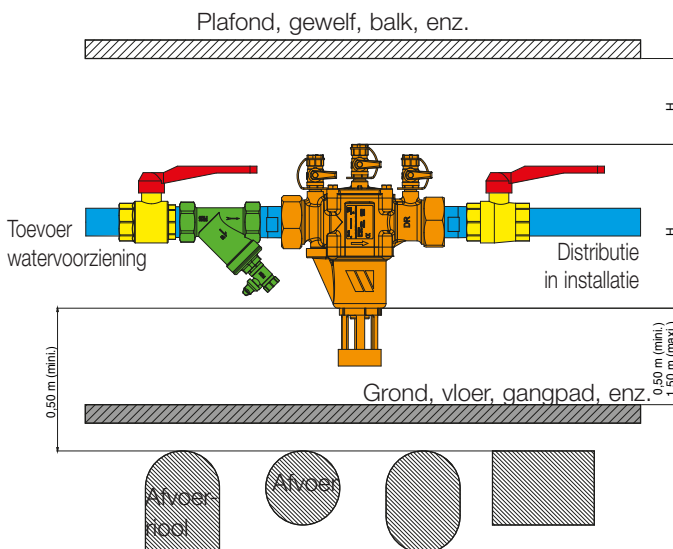 Plafond, gewelf, balk, enz.
H
H
Toevoer
watervoorziening
DR
Distributie
in installatie
0,50 m (mini.)
0,50 m (mini.)
1,50 m (maxi.)
Grond, vloer, gangpad, enz.
Afvoer-
riool
Afvoer